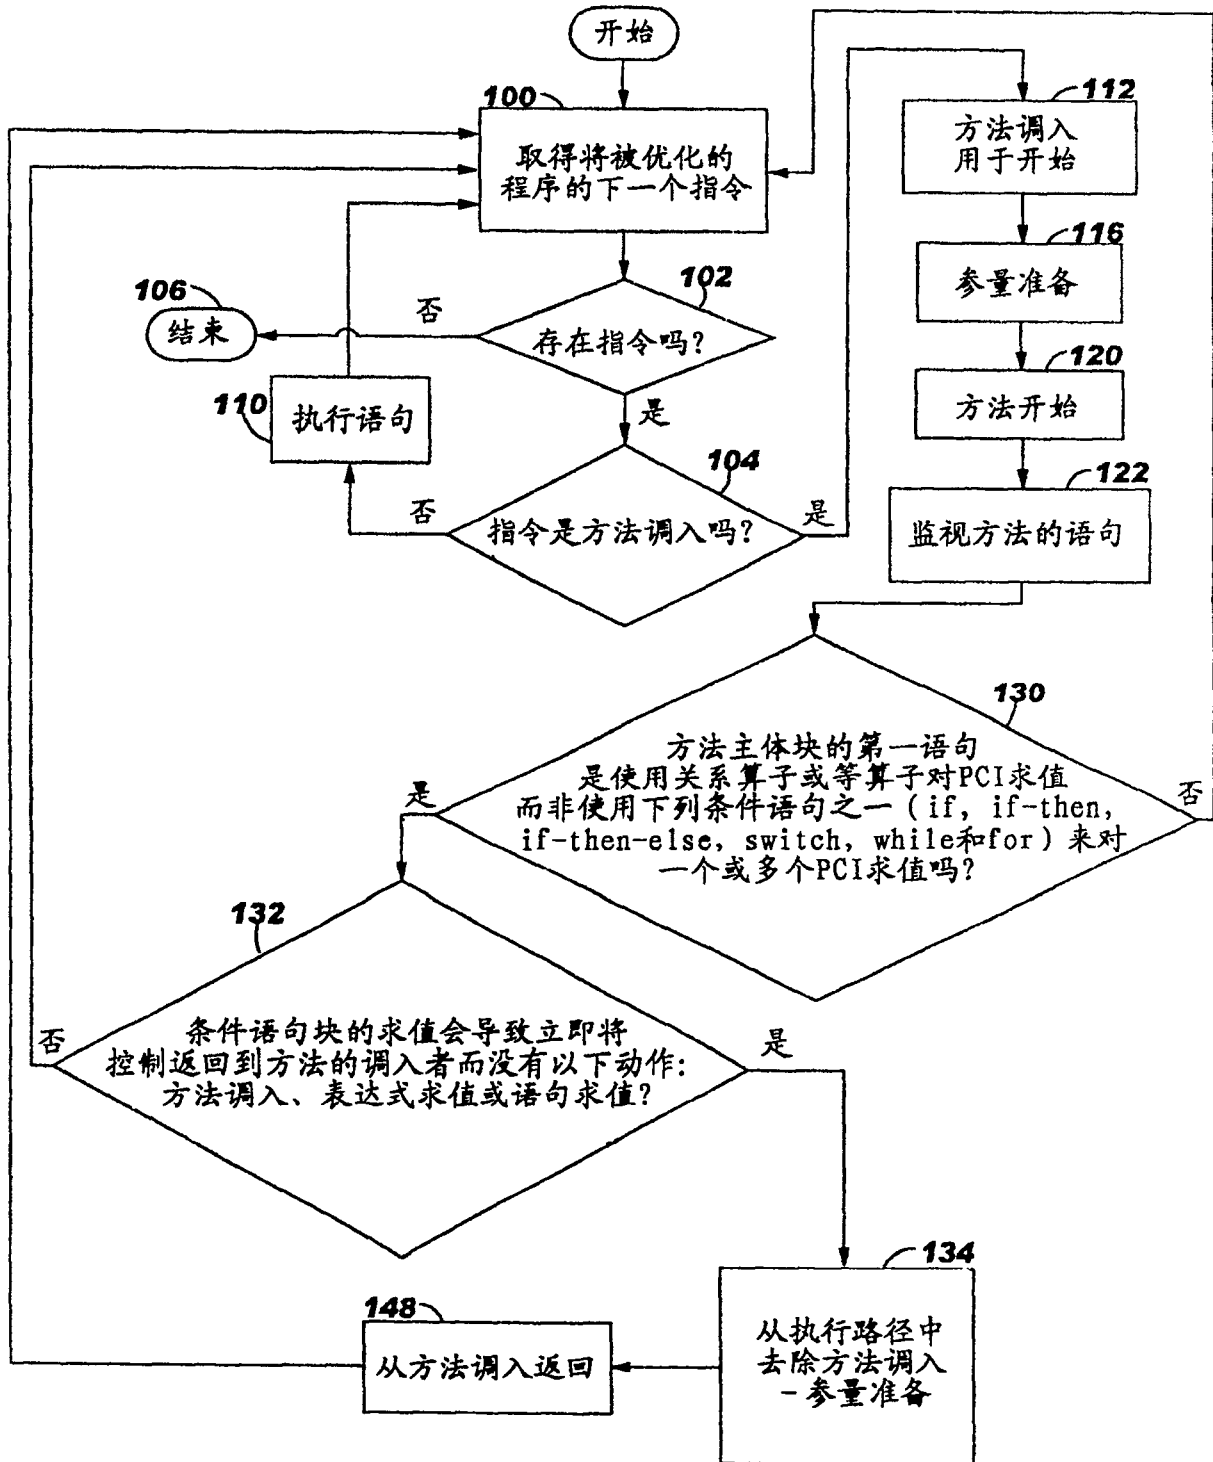 开始
100
取得将被优化的
程序的下一个指令
112
方法调入
用于开始
116
参量准备
102
存在指令吗?
否
106
结束
120
方法开始
110
执行语句
是
104
指令是方法调入吗?
否
是
122
监视方法的语句
130
方法主体块的第一语句
是使用关系算子或等算子对PCI求值
而非使用下列条件语句之一(if, if-then,
if-then-else, switch, while和for)来对
一个或多个PCI求值吗?
是
否
132
条件语句块的求值会导致立即将
控制返回到方法的调入者而没有以下动作:
方法调入、表达式求值或语句求值?
否
是
134
从执行路径中
去除方法调入
-参量准备
148
从方法调入返回